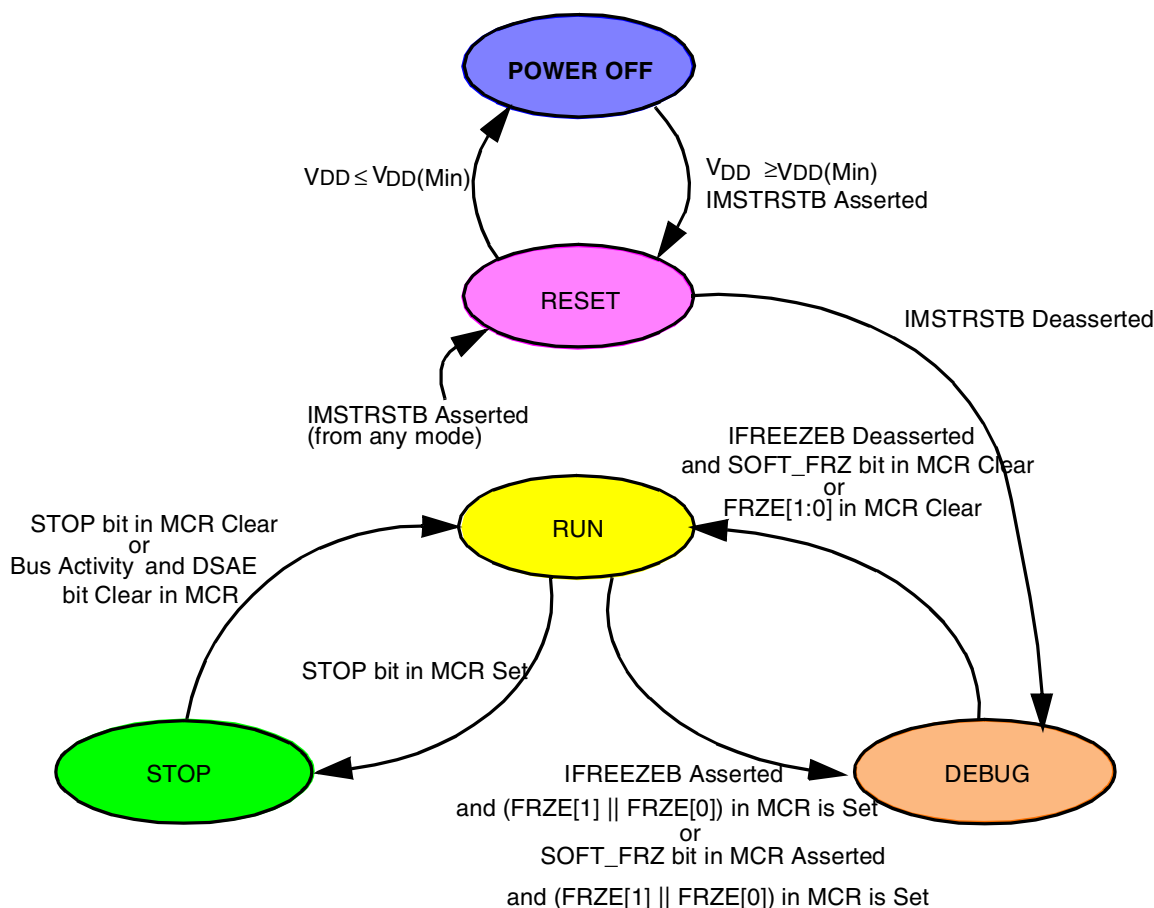 POWER OFF
VDD ≤ VDD(Min)
VDD ≥VDD(Min)
IMSTRSTB Asserted
RESET
IMSTRSTB Deasserted
IMSTRSTB Asserted
(from any mode)
IFREEZEB Deasserted
and SOFT_FRZ bit in MCR Clear
or
FRZE[1:0] in MCR Clear
STOP bit in MCR Clear
or
Bus Activity and DSAE
bit Clear in MCR
RUN
STOP bit in MCR Set
STOP
DEBUG
IFREEZEB Asserted
and (FRZE[1] || FRZE[0]) in MCR is Set
or
SOFT_FRZ bit in MCR Asserted
and (FRZE[1] || FRZE[0]) in MCR is Set